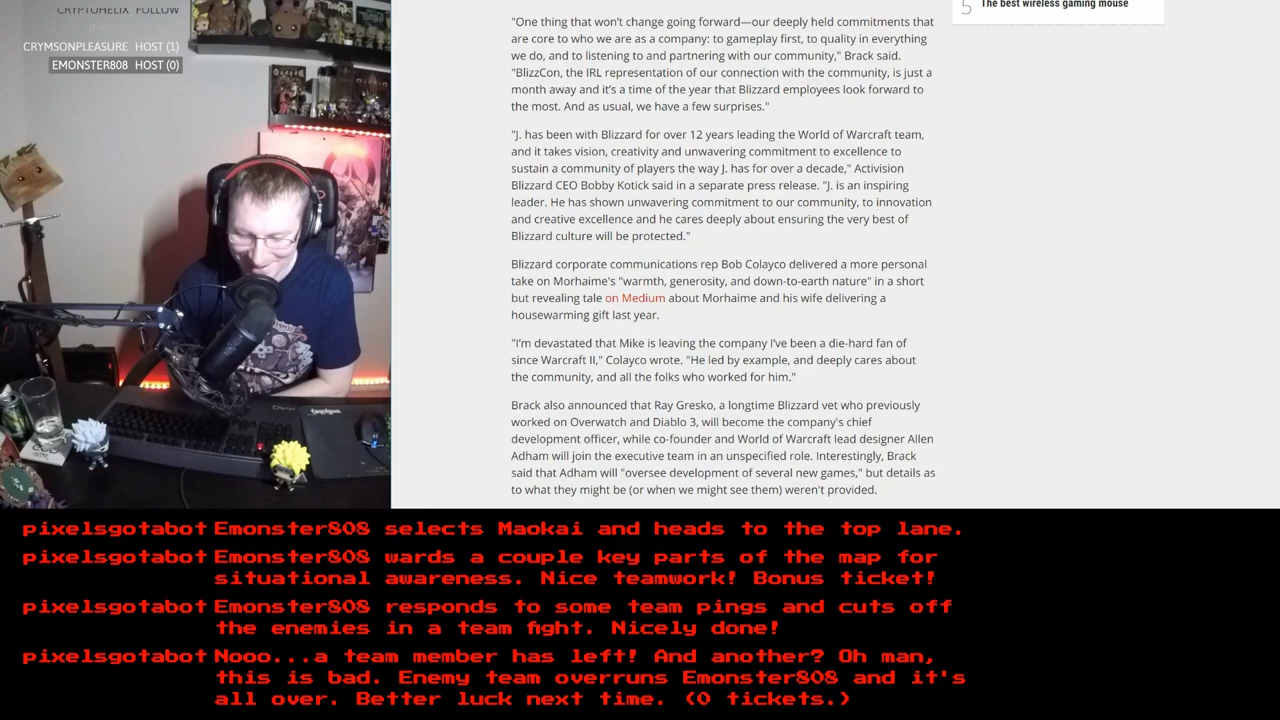 CRYPTOHELIX FOLLOW
CRYMSONPLEASURE HOST (1)
EMONSTER808 HOST (0)
5 The best wireless gaming mouse
"One thing that won't change going forward—our deeply held commitments that
are core to who we are as a company: to gameplay first, to quality in everything
we do, and to listening to and partnering with our community," Brack said.
"BlizzCon, the IRL representation of our connection with the community, is just a
month away and it's a time of the year that Blizzard employees look forward to
the most. And as usual, we have a few surprises."
"J. has been with Blizzard for over 12 years leading the World of Warcraft team,
and it takes vision, creativity and unwavering commitment to excellence to
sustain a community of players the way J. has for over a decade," Activision
Blizzard CEO Bobby Kotick said in a separate press release. "J. is an inspiring
leader. He has shown unwavering commitment to our community, to innovation
and creative excellence and he cares deeply about ensuring the very best of
Blizzard culture will be protected."
Blizzard corporate communications rep Bob Colayco delivered a more personal
take on Morhaime's "warmth, generosity, and down-to-earth nature" in a short
but revealing tale on Medium about Morhaime and his wife delivering a
housewarming gift last year.
"I'm devastated that Mike is leaving the company I've been a die-hard fan of
since Warcraft II," Colayco wrote. "He led by example, and deeply cares about
the community, and all the folks who worked for him."
Brack also announced that Ray Gresko, a longtime Blizzard vet who previously
worked on Overwatch and Diablo 3, will become the company's chief
development officer, while co-founder and World of Warcraft lead designer Allen
Adham will join the executive team in an unspecified role. Interestingly, Brack
said that Adham will "oversee development of several new games," but details as
to what they might be (or when we might see them) weren't provided.
pixelsgotabot Emonster808 selects Maokai and heads to the top lane.
pixelsgotabot Emonster808 wards a couple key parts of the map for
situational awareness. Nice teamwork! Bonus ticket!
pixelsgotabot Emonster808 responds to some team pings and cuts off
the enemies in a team fight. Nicely done!
pixelsgotabot Nooo...a team member has left! And another? Oh man,
this is bad. Enemy team overruns Emonster808 and it's
all over. Better luck next time. (0 tickets.)